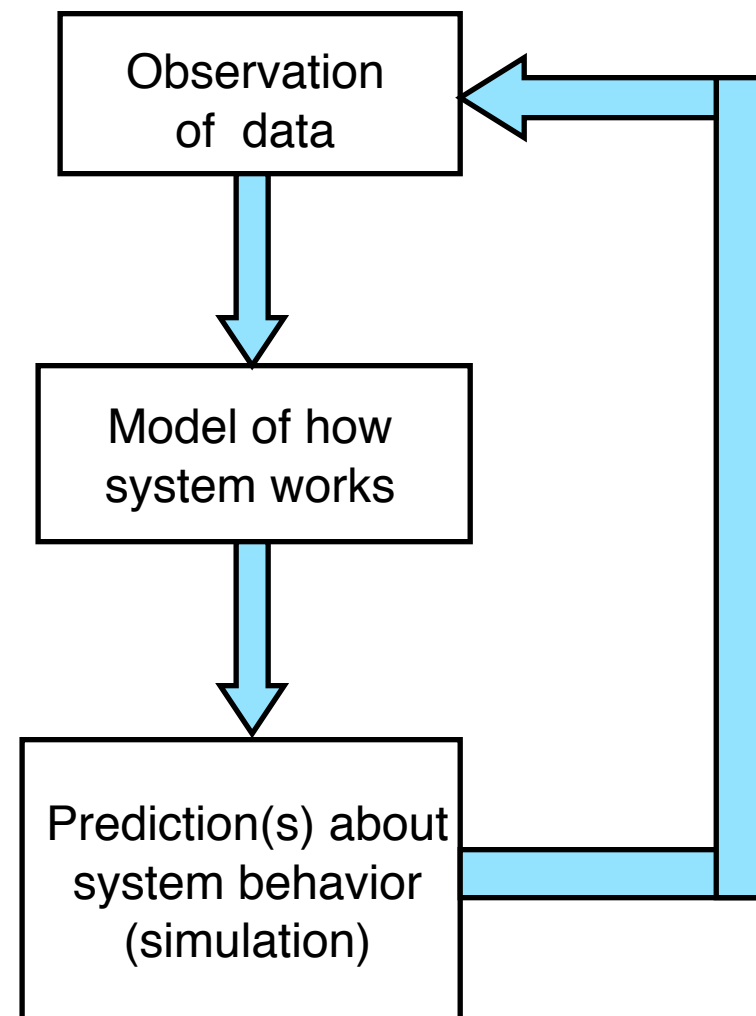 Observation
of data
Model of how
system works
Prediction(s) about
system behavior
(simulation)